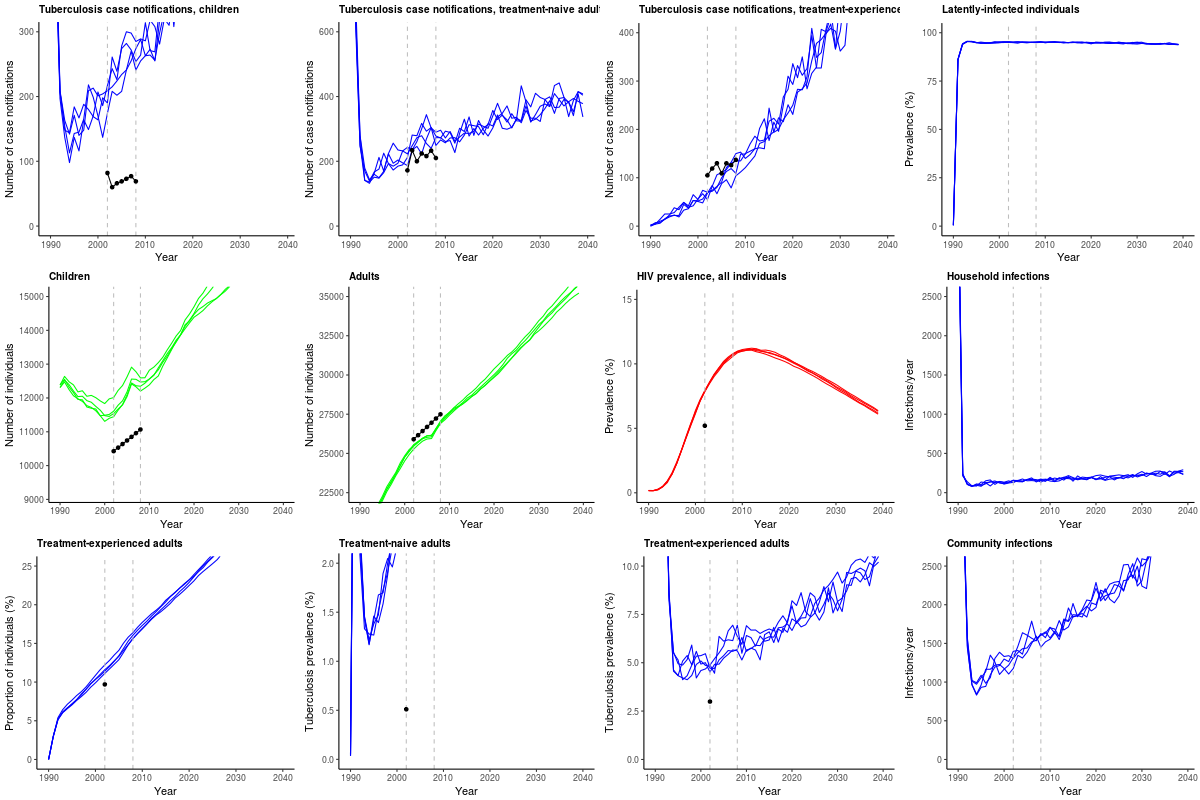 Tuberculosis case notifications, children
Number of case notifications
300
200
100
0
1990 2000 2010 2020 2030 2040
Year
Tuberculosis case notifications, treatment-naive adult
Number of case notifications
600
400
200
0
1990 2000 2010 2020 2030 2040
Year
Tuberculosis case notifications, treatment-experience
Number of case notifications
400
300
200
100
0
1990 2000 2010 2020 2030 2040
Year
Latently-infected individuals
Prevalence (%)
100
75
50
25
0
1990 2000 2010 2020 2030 2040
Year
Children
Number of individuals
15000
14000
13000
12000
11000
10000
9000
1990 2000 2010 2020 2030 2040
Year
Adults
Number of individuals
35000
32500
30000
27500
25000
22500
1990 2000 2010 2020 2030 2040
Year
HIV prevalence, all individuals
Prevalence (%)
15
10
5
0
1990 2000 2010 2020 2030 2040
Year
Household infections
Infections/year
2500
2000
1500
1000
500
0
1990 2000 2010 2020 2030 2040
Year
Treatment-experienced adults
Proportion of individuals (%)
25
20
15
10
5
0
1990 2000 2010 2020 2030 2040
Year
Treatment-naive adults
Tuberculosis prevalence (%)
2.0
1.5
1.0
0.5
0.0
1990 2000 2010 2020 2030 2040
Year
Treatment-experienced adults
Tuberculosis prevalence (%)
10.0
7.5
5.0
2.5
0.0
1990 2000 2010 2020 2030 2040
Year
Community infections
Infections/year
2500
2000
1500
1000
500
0
1990 2000 2010 2020 2030 2040
Year